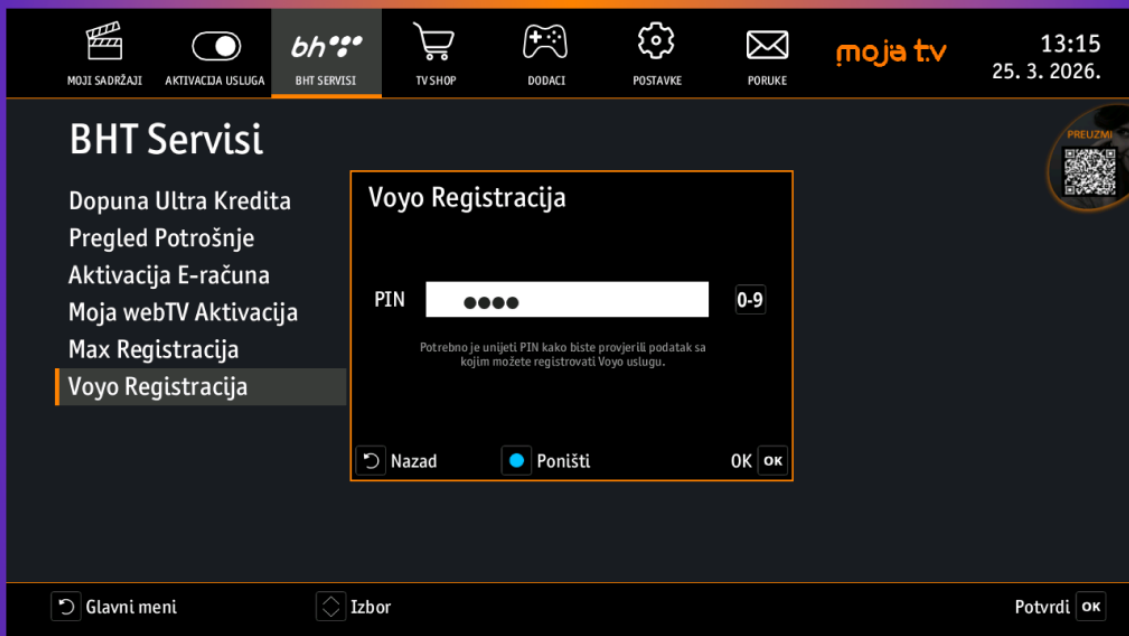 MOJI SADRŽAJI
AKTIVACIJA USLUGA
bh
BHT SERVISI
TV SHOP
DODACI
POSTAVKE
PORUKE
moja tv
13:15
25. 3. 2026.
BHT Servisi
PREUZMI
Dopuna Ultra Kredita
Pregled Potrošnje
Aktivacija E-računa
Moja webTV Aktivacija
Max Registracija
Voyo Registracija
Voyo Registracija
PIN
0-9
Potrebno je unijeti PIN kako biste provjerili podatak sa
kojim možete registrovati Voyo uslugu.
Nazad
Poništi
OK OK
Glavni meni
Izbor
Potvrdi OK